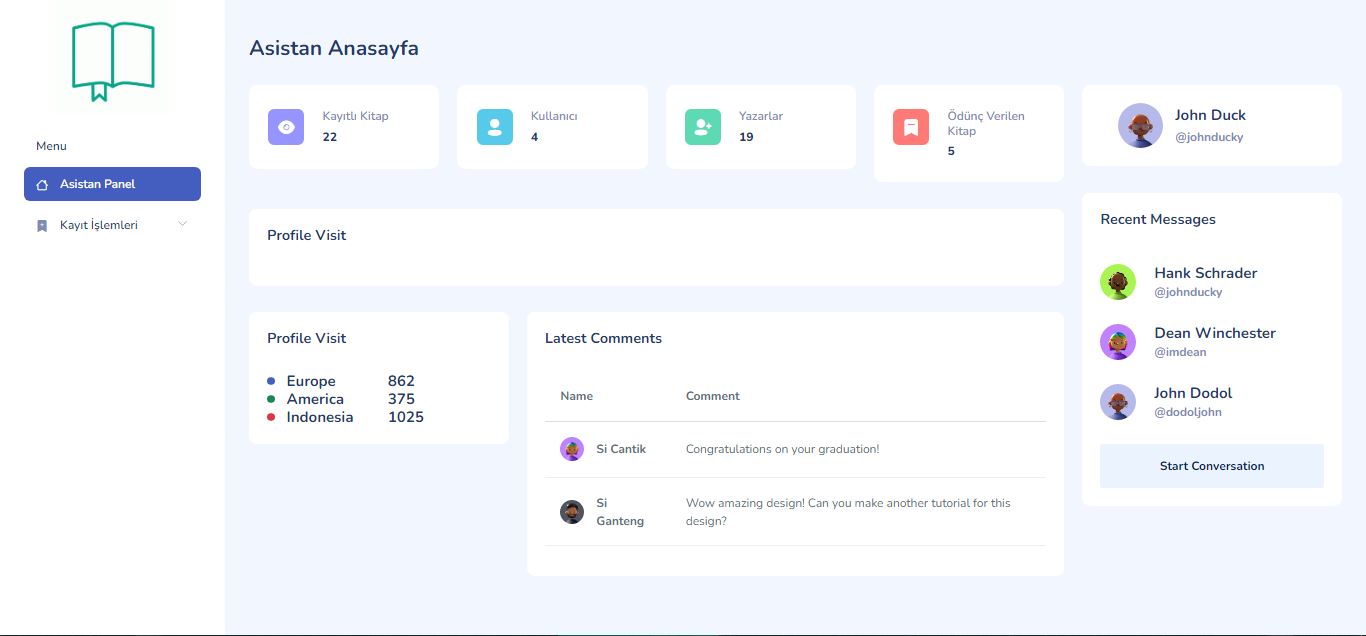 Menu
Asistan Panel
Kayıt İşlemleri
Asistan Anasayfa
Kayıtlı Kitap
22
Kullanıcı
4
Yazarlar
19
Ödünç Verilen
Kitap
5
John Duck
@johnducky
Profile Visit
Profile Visit
Europe 862
America 375
Indonesia 1025
Latest Comments
Name Comment
Si Cantik Congratulations on your graduation!
Si
Ganteng
Wow amazing design! Can you make another tutorial for this
design?
Recent Messages
Hank Schrader
@johnducky
Dean Winchester
@imdean
John Dodol
@dodoljohn
Start Conversation